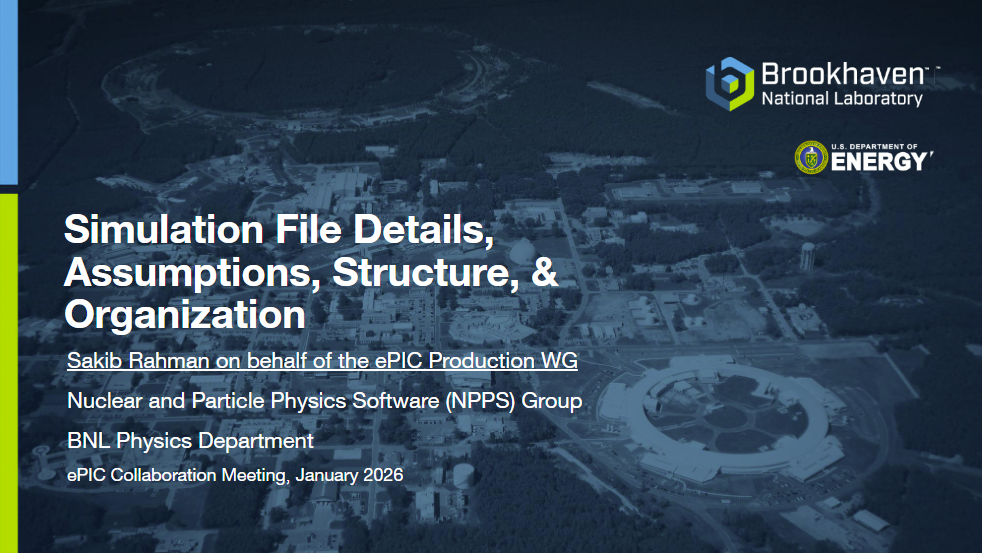 Brookhaven™
National Laboratory
U.S. DEPARTMENT OF
ENERGY
Simulation File Details,
Assumptions, Structure, &
Organization
Sakib Rahman on behalf of the ePIC Production WG
Nuclear and Particle Physics Software (NPPS) Group
BNL Physics Department
ePIC Collaboration Meeting, January 2026